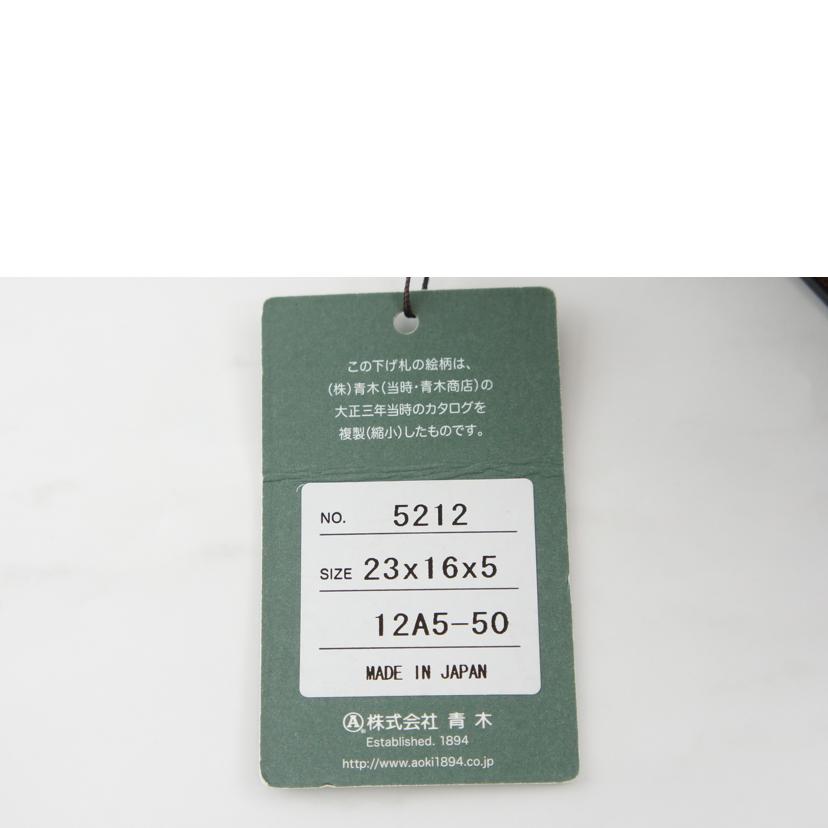 この下げ札の絵柄は、
(株)青木(当時・青木商店)の
大正三年当時のカタログを
複製(縮小)したものです。
NO. 5212
SIZE 23x16x5
12A5-50
MADE IN JAPAN
Ⓐ株式会社 青木
Established. 1894
http://www.aoki1894.co.jp